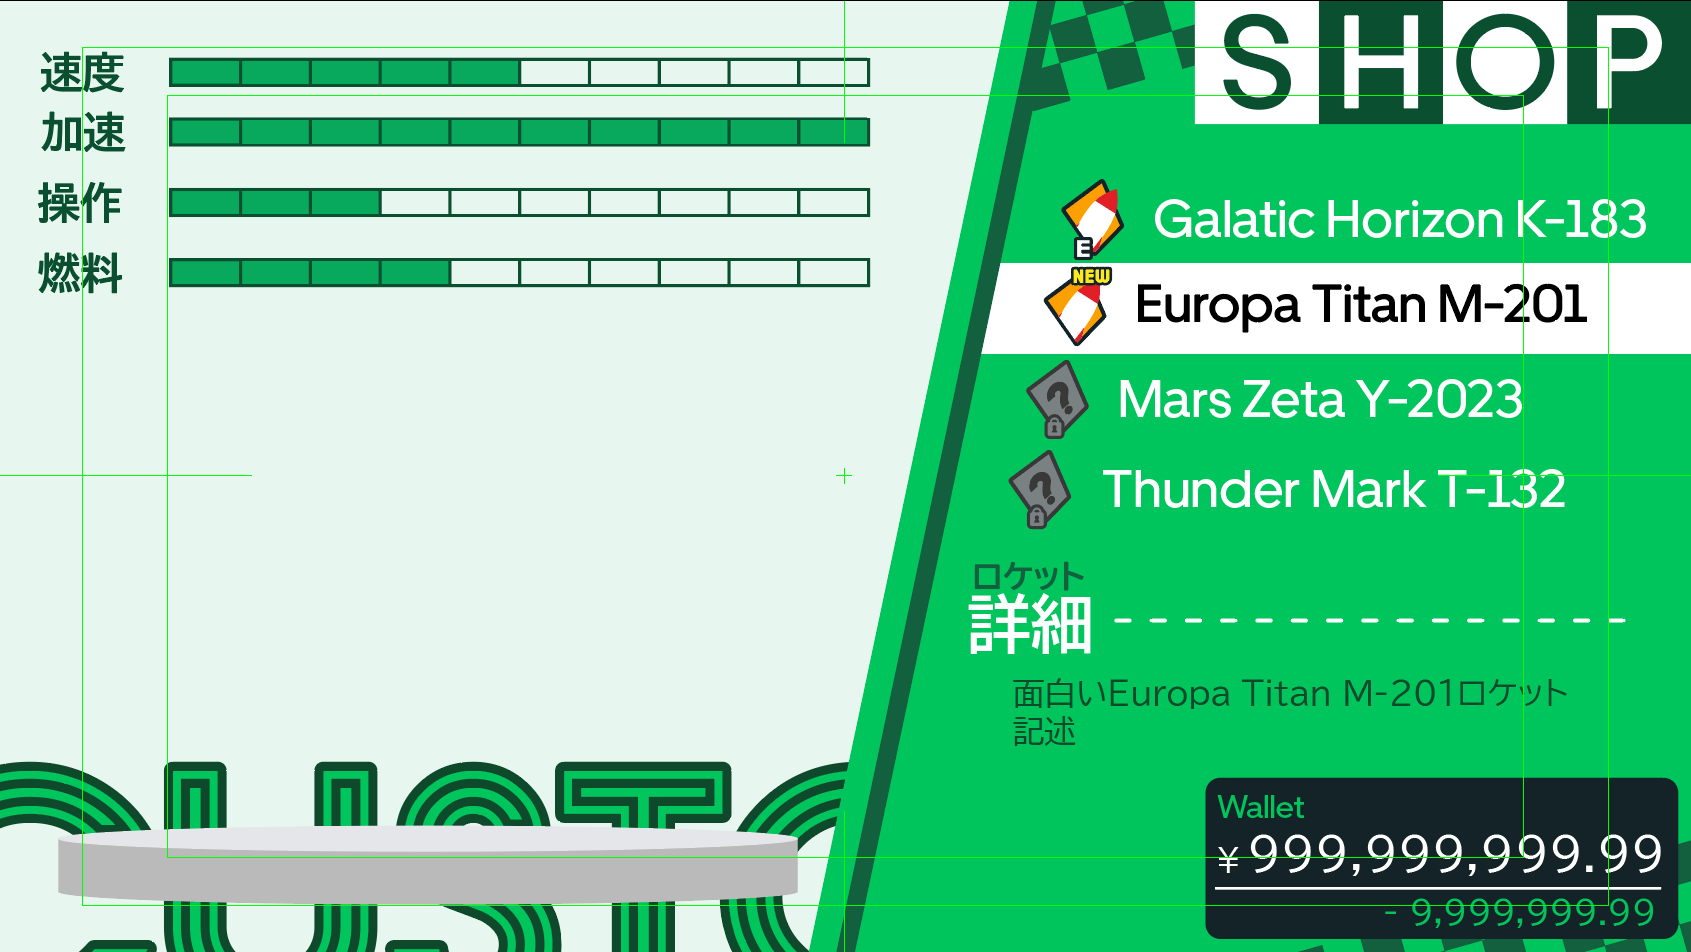 速度
加速
操作
燃料
SHOP
E
Galatic Horizon K-183
NEW
Europa Titan M-201
?
Mars Zeta Y-2023
?
Thunder Mark T-132
ロケット
詳細
面白いEuropa Titan M-201ロケット
記述
Wallet
¥999,999,999.99
- 9,999,999.99